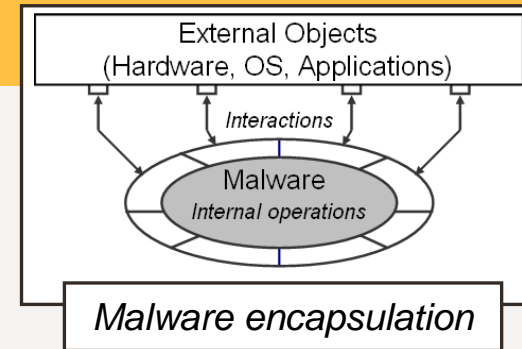 External Objects
(Hardware, OS, Applications)
Interactions
Malware
Internal operations
Malware encapsulation